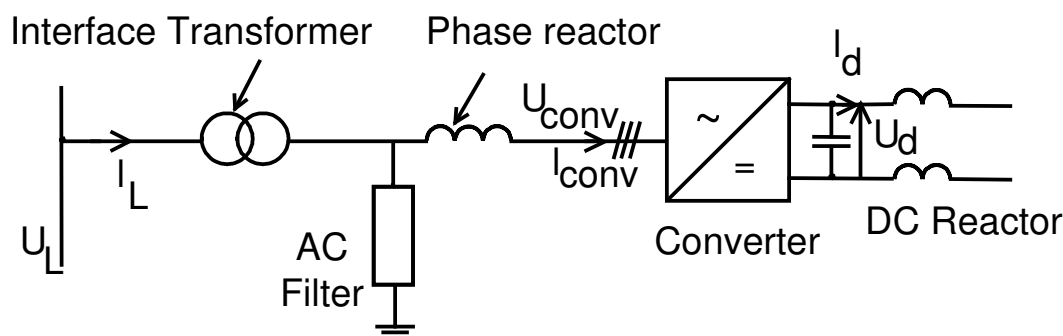 Interface Transformer
Phase reactor
I_d
U_conv
~
U_d
I_L
I_conv
=
U_L
AC
Filter
Converter
DC Reactor